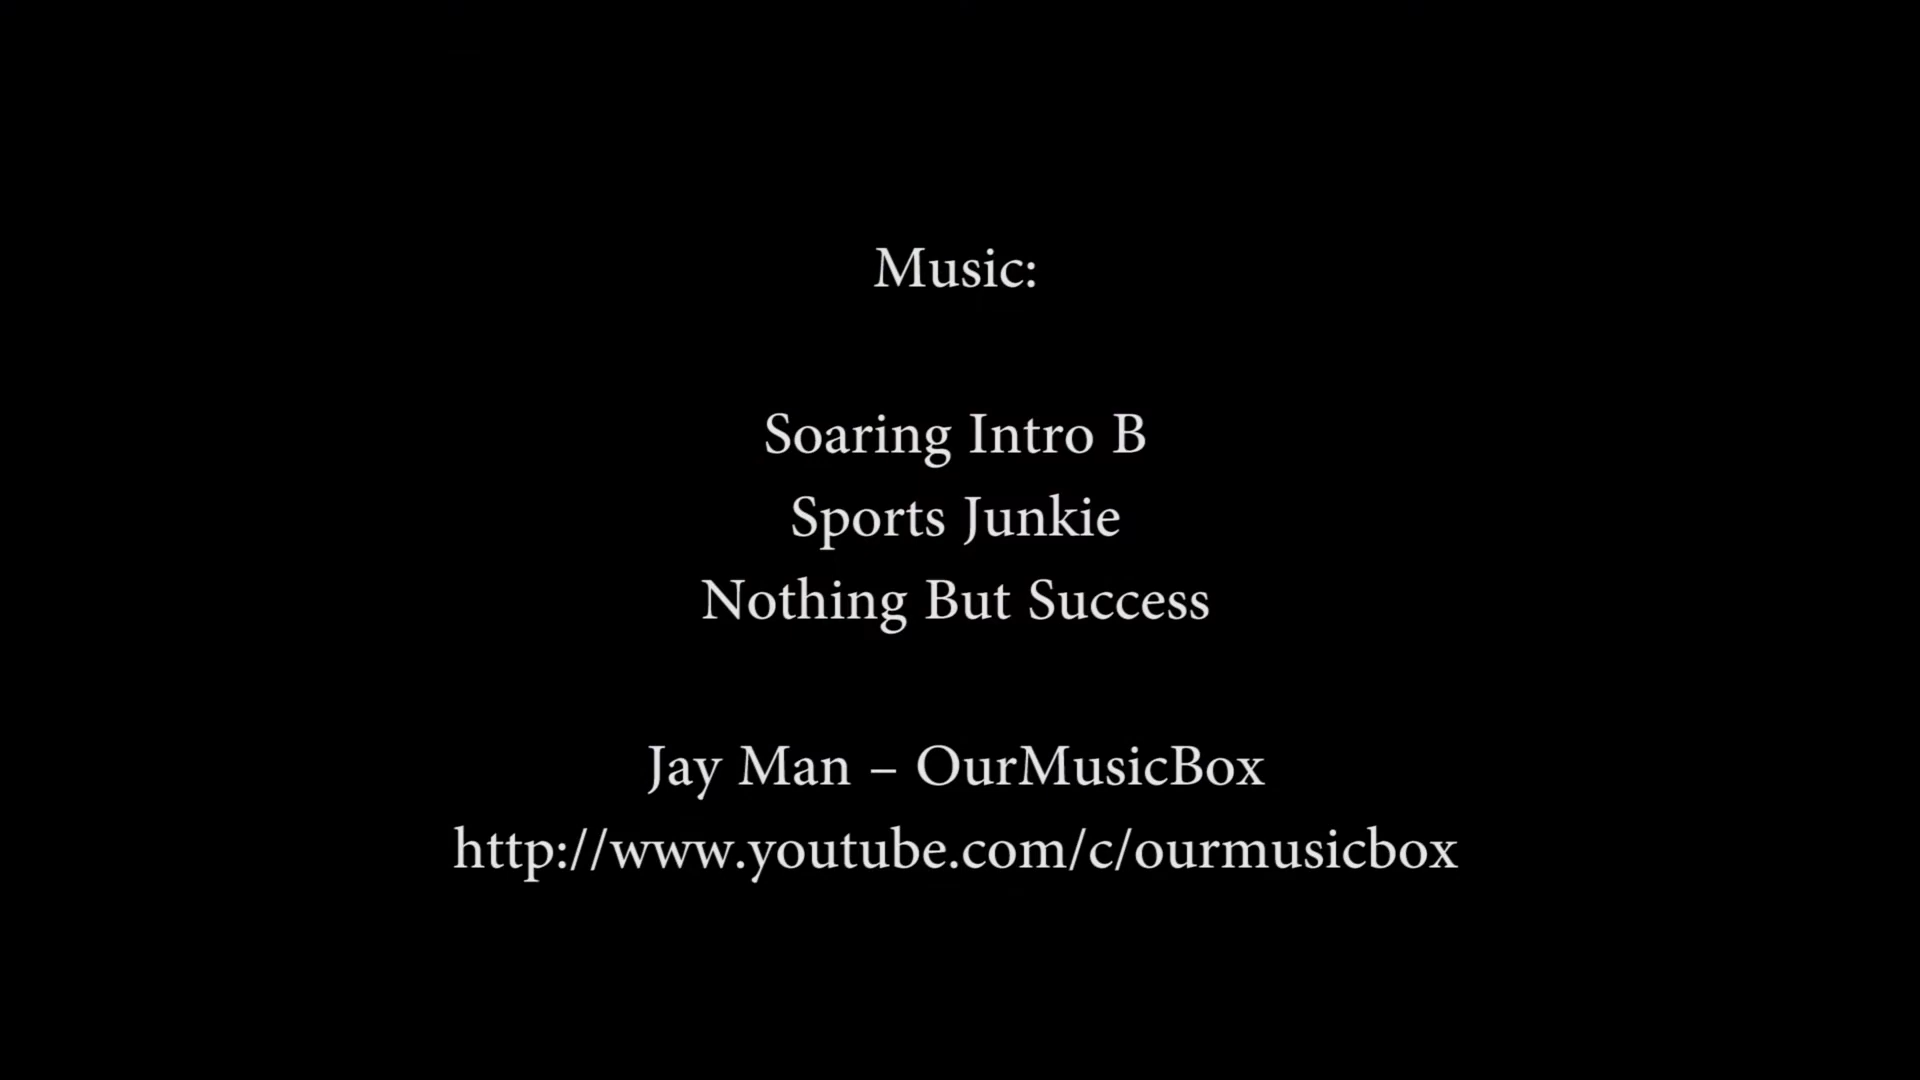 Music:
Soaring Intro B
Sports Junkie
Nothing But Success
Jay Man – OurMusicBox
http://www.youtube.com/c/ourmusicbox